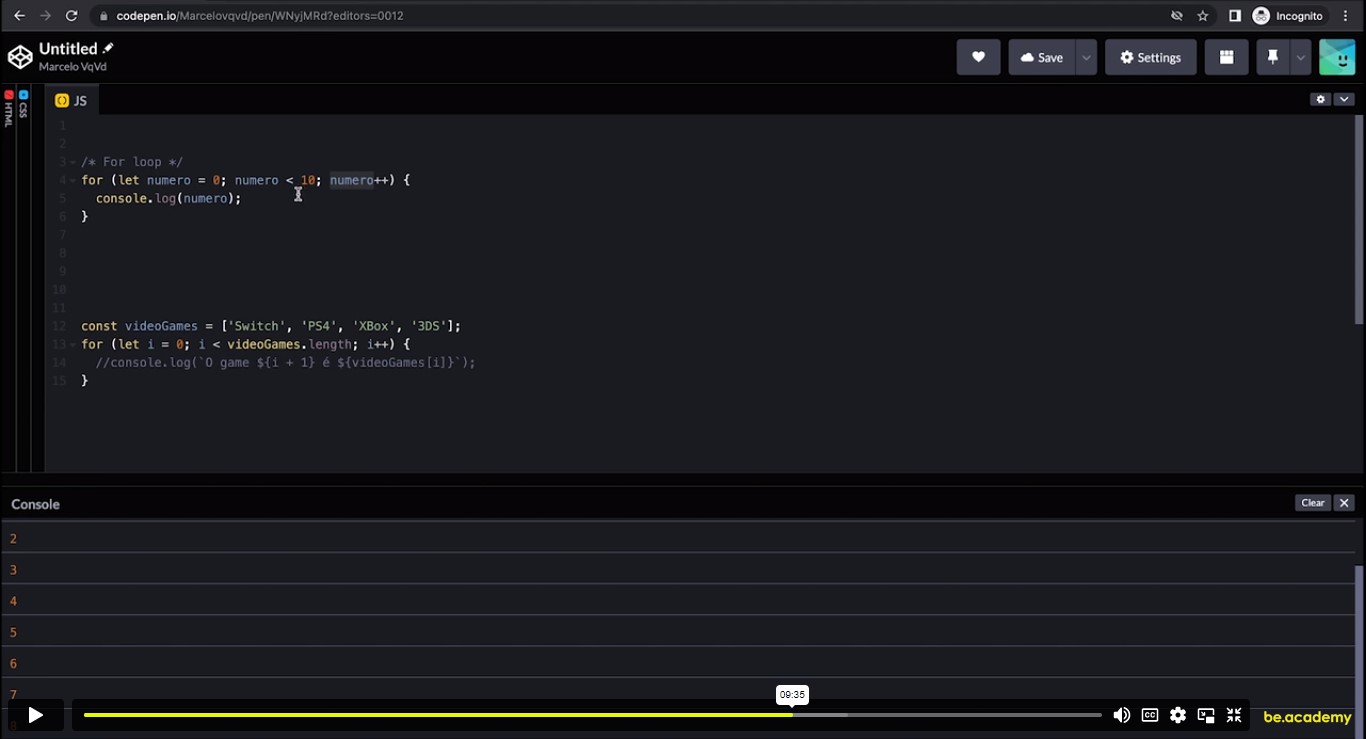 codepen.io/Marcelovqvd/pen/WNyjMRd?editors=0012
Incognito
Untitled
Marcelo VqVd
Save
Settings
HTML
CSS
JS
1
2
3 /* For loop */
4 for (let numero = 0; numero < 10; numero++) {
5 console.log(numero);
6 }
7
8
9
10
11
12 const videoGames = ['Switch', 'PS4', 'XBox', '3DS'];
13 for (let i = 0; i < videoGames.length; i++) {
14 //console.log(`O game ${i + 1} é ${videoGames[i]}`);
15 }
Console
Clear
2
3
4
5
6
7
09:35
8
CC
be.academy